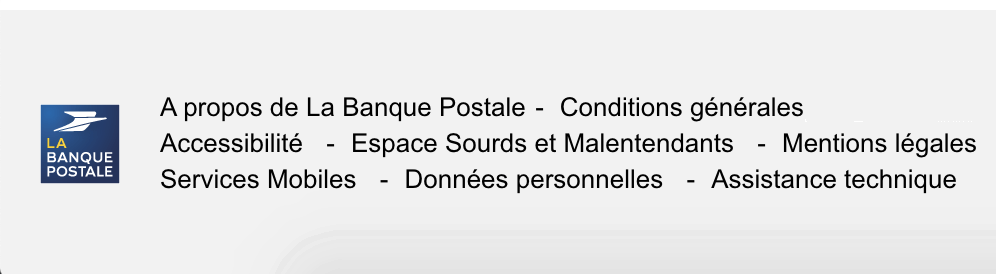 LA
BANQUE
POSTALE
A propos de La Banque Postale - Conditions générales
Accessibilité - Espace Sourds et Malentendants - Mentions légales
Services Mobiles - Données personnelles - Assistance technique